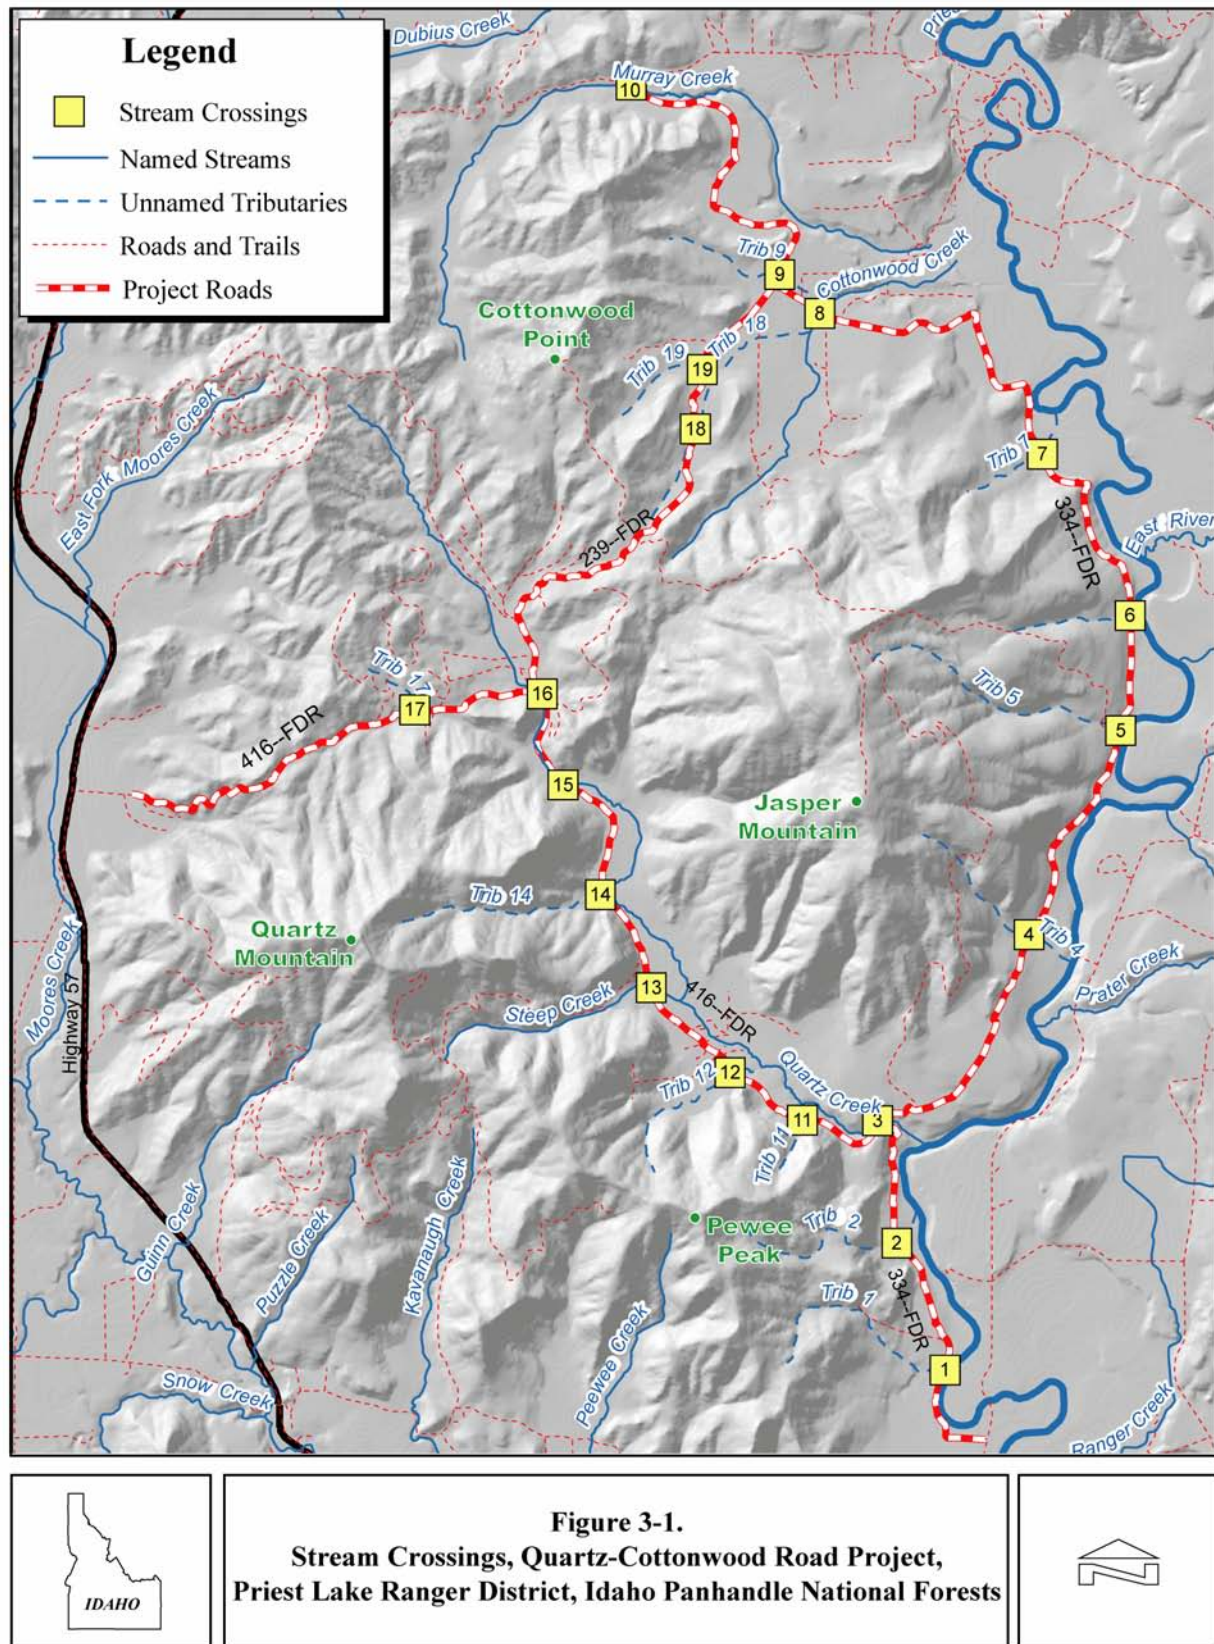 Legend
Stream Crossings
Named Streams
Unnamed Tributaries
Roads and Trails
Project Roads
Dubius Creek
Murray Creek
10
Trib 9
9
Cottonwood Creek
8
Cottonwood
Point
Trib 18
Trib 19
19
18
East Fork Moores Creek
Trib 7
7
334--FDR
East River
239--FDR
6
Trib 17
17
16
Trib 5
5
416--FDR
15
Jasper
Mountain
Trib 14
14
Quartz
Mountain
4
Trib 4
Moores Creek
Highway 57
13
Steep Creek
416--FDR
Prater Creek
Trib 12
12
Quartz Creek
11
3
Trib 11
Guinn Creek
Puzzle Creek
Kavanaugh Creek
Pewee
Peak
Trib 2
2
334--FDR
Trib 1
1
Peewee Creek
Snow Creek
Ranger Creek
IDAHO
Figure 3-1.
Stream Crossings, Quartz-Cottonwood Road Project,
Priest Lake Ranger District, Idaho Panhandle National Forests
N